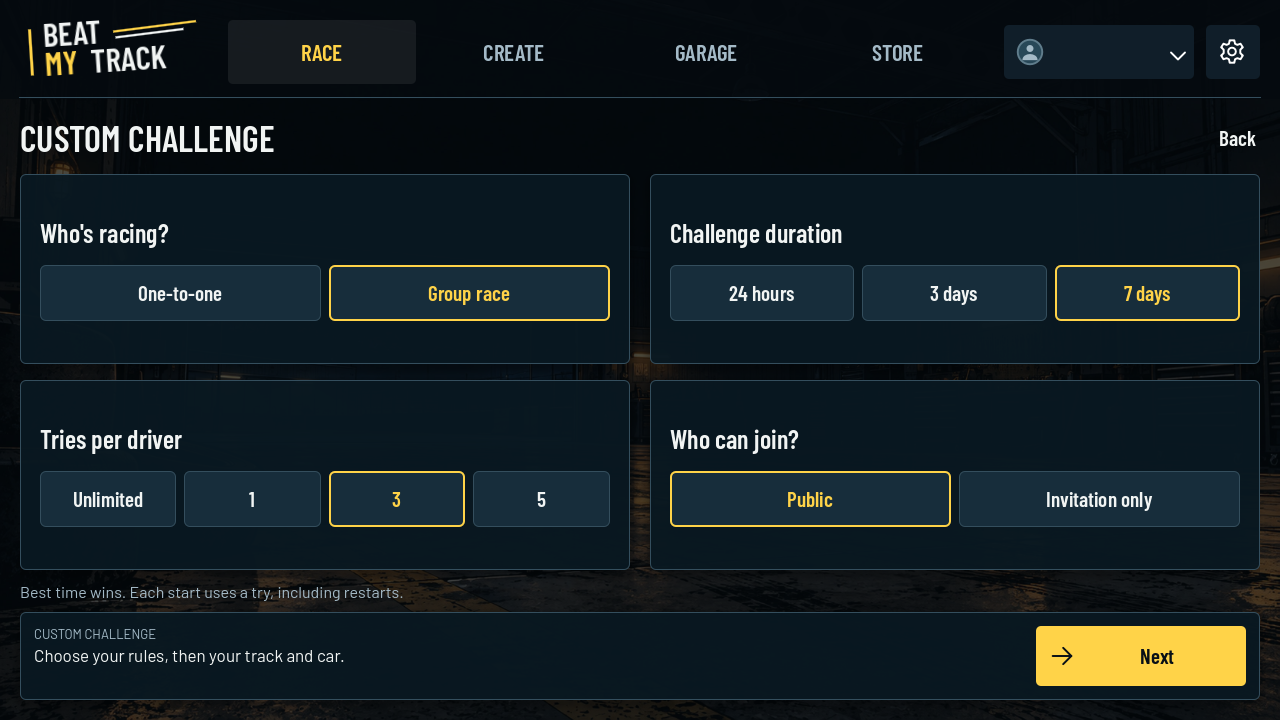 BEAT
MY TRACK
RACE
CREATE
GARAGE
STORE
CUSTOM CHALLENGE
Back
Who's racing?
One-to-one
Group race
Challenge duration
24 hours
3 days
7 days
Tries per driver
Unlimited
1
3
5
Who can join?
Public
Invitation only
Best time wins. Each start uses a try, including restarts.
CUSTOM CHALLENGE
Choose your rules, then your track and car.
Next